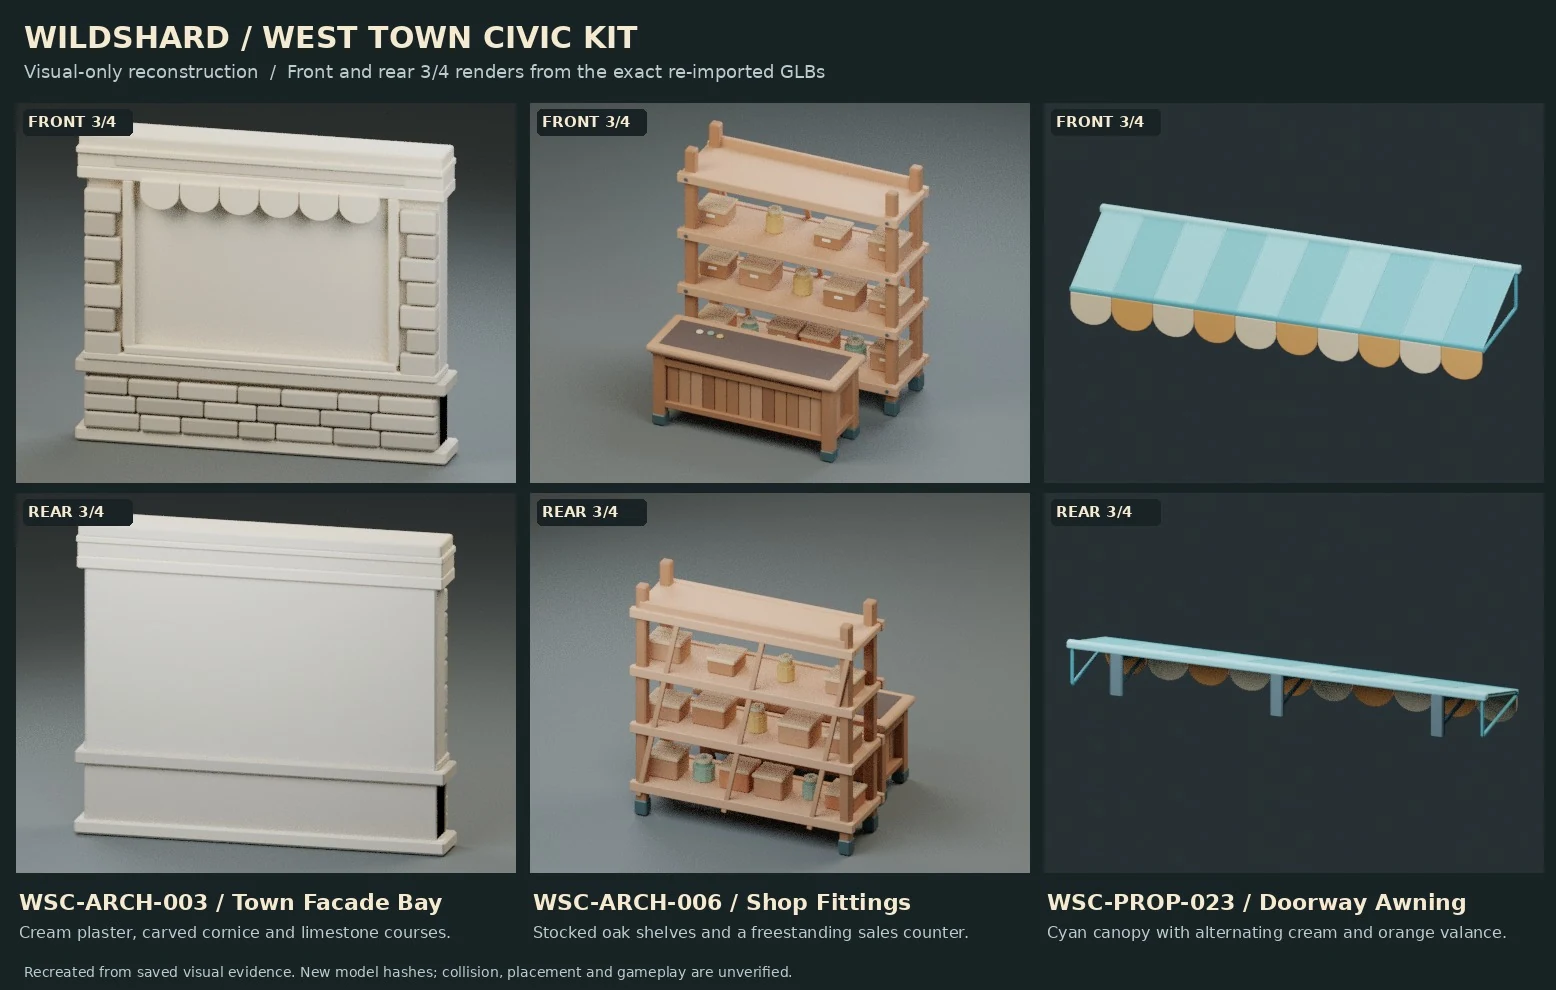 WILDSHARD / WEST TOWN CIVIC KIT
Visual-only reconstruction / Front and rear 3/4 renders from the exact re-imported GLBs
FRONT 3/4
FRONT 3/4
FRONT 3/4
REAR 3/4
REAR 3/4
REAR 3/4
WSC-ARCH-003 / Town Facade Bay
WSC-ARCH-006 / Shop Fittings
WSC-PROP-023 / Doorway Awning
Cream plaster, carved cornice and limestone courses.
Stocked oak shelves and a freestanding sales counter.
Cyan canopy with alternating cream and orange valance.
Recreated from saved visual evidence. New model hashes; collision, placement and gameplay are unverified.